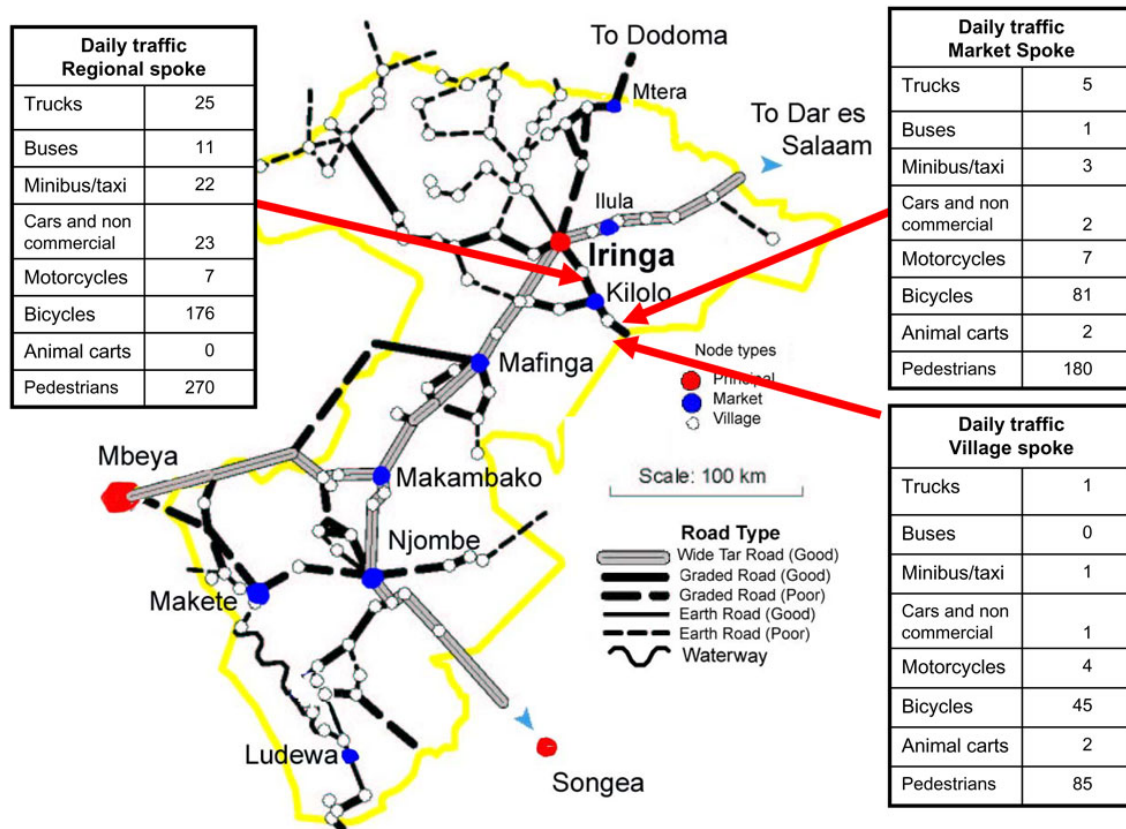 Daily traffic
Regional spoke
Trucks 25
Buses 11
Minibus/taxi 22
Cars and non
commercial 23
Motorcycles 7
Bicycles 176
Animal carts 0
Pedestrians 270
To Dodoma
Mtera
To Dar es
Salaam
Ilula
Iringa
Kilolo
Mafinga
Node types
Principal
Market
Village
Mbeya
Makambako
Scale: 100 km
Njombe
Makete
Road Type
Wide Tar Road (Good)
Graded Road (Good)
Graded Road (Poor)
Earth Road (Good)
Earth Road (Poor)
Waterway
Ludewa
Songea
Daily traffic
Market Spoke
Trucks 5
Buses 1
Minibus/taxi 3
Cars and non
commercial 2
Motorcycles 7
Bicycles 81
Animal carts 2
Pedestrians 180
Daily traffic
Village spoke
Trucks 1
Buses 0
Minibus/taxi 1
Cars and non
commercial 1
Motorcycles 4
Bicycles 45
Animal carts 2
Pedestrians 85